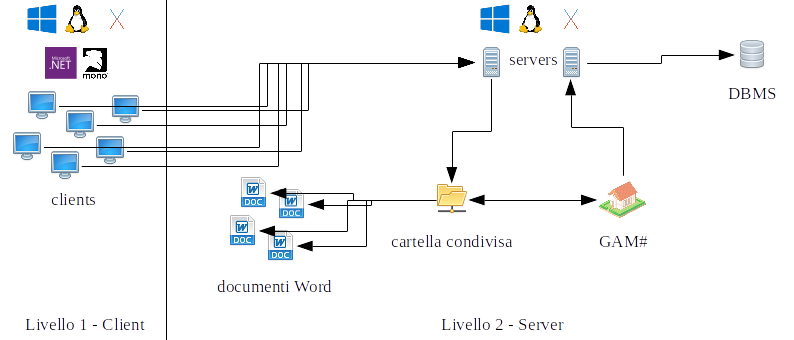 Microsoft
.NET
mono
servers
DBMS
clients
W
DOC
W
DOC
W
DOC
W
DOC
cartella condivisa
GAM#
documenti Word
Livello 1 - Client
Livello 2 - Server